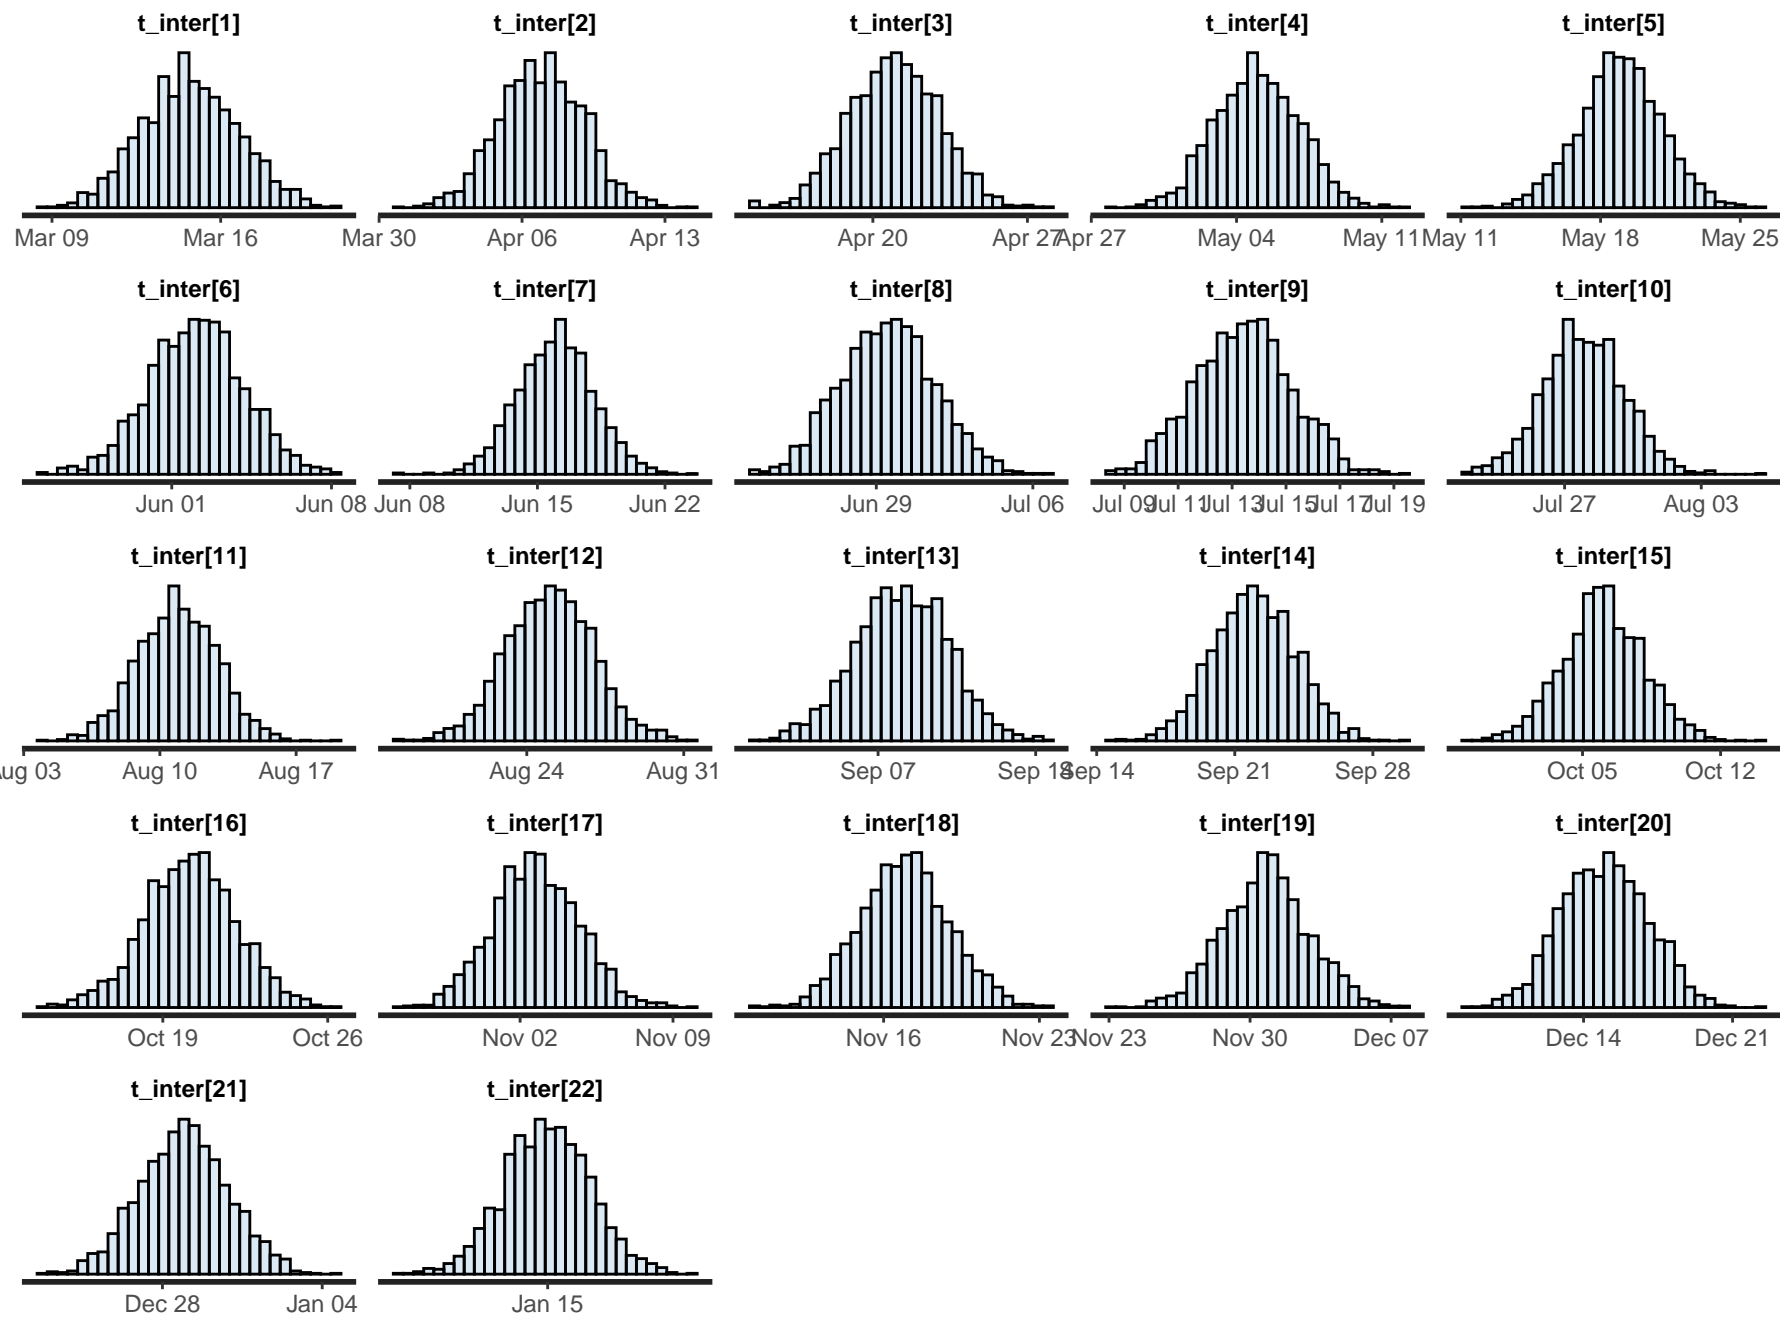 t_inter[1] t_inter[2] t_inter[3] t_inter[4] t_inter[5]
Mar 09 Mar 16 Mar 30 Apr 06 Apr 13 Apr 20 Apr 27 Apr 27 May 04 May 11 May 11 May 18 May 25
t_inter[6] t_inter[7] t_inter[8] t_inter[9] t_inter[10]
Jun 01 Jun 08 Jun 08 Jun 15 Jun 22 Jun 29 Jul 06 Jul 09 Jul 11 Jul 13 Jul 15 Jul 17 Jul 19 Jul 27 Aug 03
t_inter[11] t_inter[12] t_inter[13] t_inter[14] t_inter[15]
Aug 03 Aug 10 Aug 17 Aug 24 Aug 31 Sep 07 Sep 14 Sep 14 Sep 21 Sep 28 Oct 05 Oct 12
t_inter[16] t_inter[17] t_inter[18] t_inter[19] t_inter[20]
Oct 19 Oct 26 Nov 02 Nov 09 Nov 16 Nov 23 Nov 23 Nov 30 Dec 07 Dec 14 Dec 21
t_inter[21] t_inter[22]
Dec 28 Jan 04 Jan 15